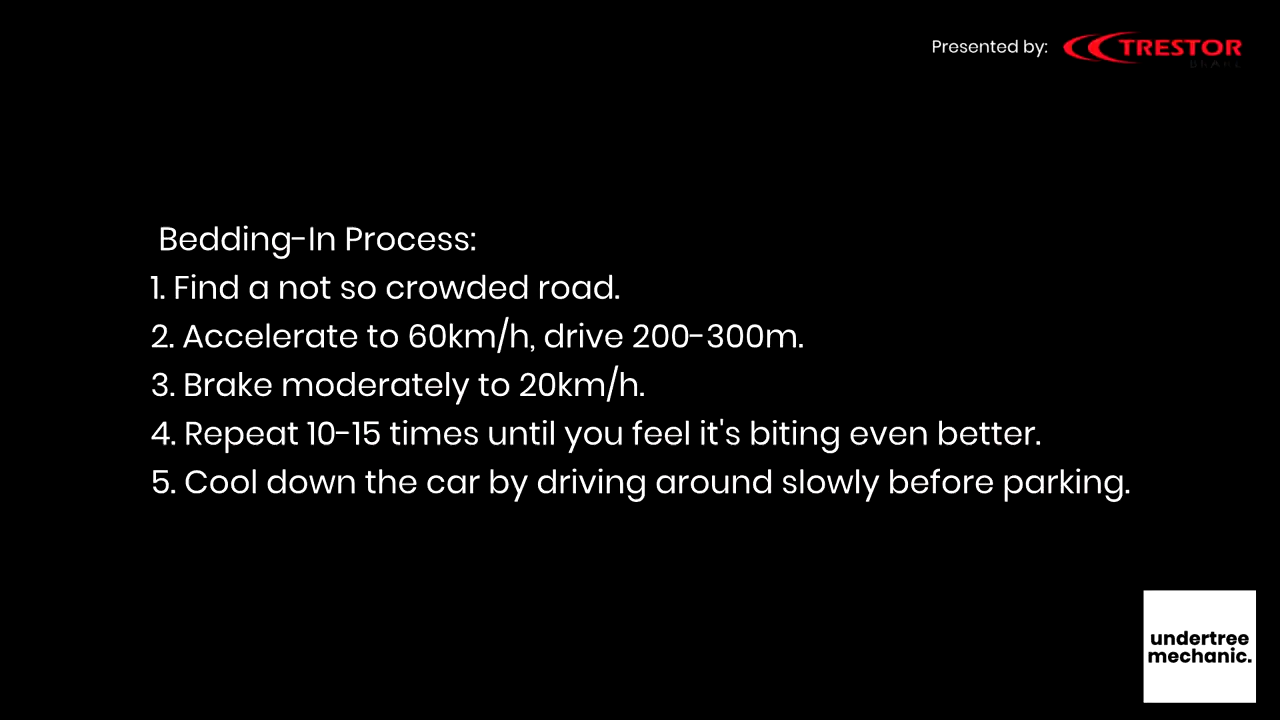 Presented by: TRESTOR
BRAKE
Bedding-In Process:
1. Find a not so crowded road.
2. Accelerate to 60km/h, drive 200-300m.
3. Brake moderately to 20km/h.
4. Repeat 10-15 times until you feel it's biting even better.
5. Cool down the car by driving around slowly before parking.
undertree
mechanic.